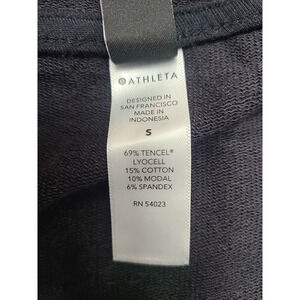 ATHLETA
DESIGNED IN
SAN FRANCISCO
MADE IN
INDONESIA
S
69% TENCEL®
LYOCELL
15% COTTON
10% MODAL
6% SPANDEX
RN 54023